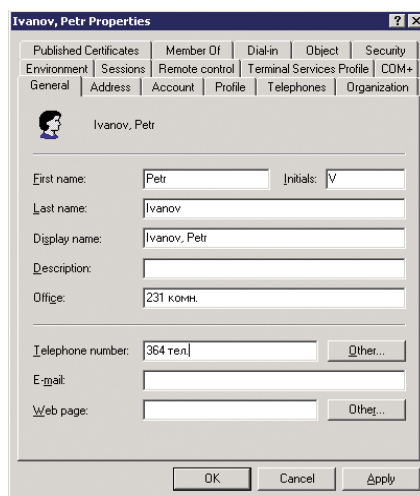 Ivanov, Petr Properties
Published Certificates Member Of Dial-in Object Security
Environment Sessions Remote control Terminal Services Profile COM+
General Address Account Profile Telephones Organization
Ivanov, Petr
First name: Petr Initials: V
Last name: Ivanov
Display name: Ivanov, Petr
Description:
Office: 231 комн.
Telephone number: 364 тел. Other...
E-mail:
Web page: Other...
OK Cancel Apply